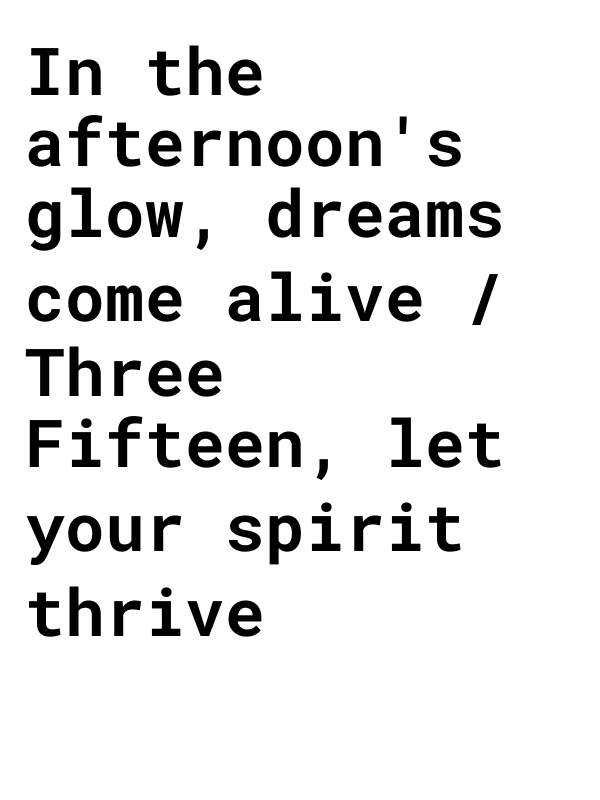 In the
afternoon's
glow, dreams
come alive /
Three
Fifteen, let
your spirit
thrive